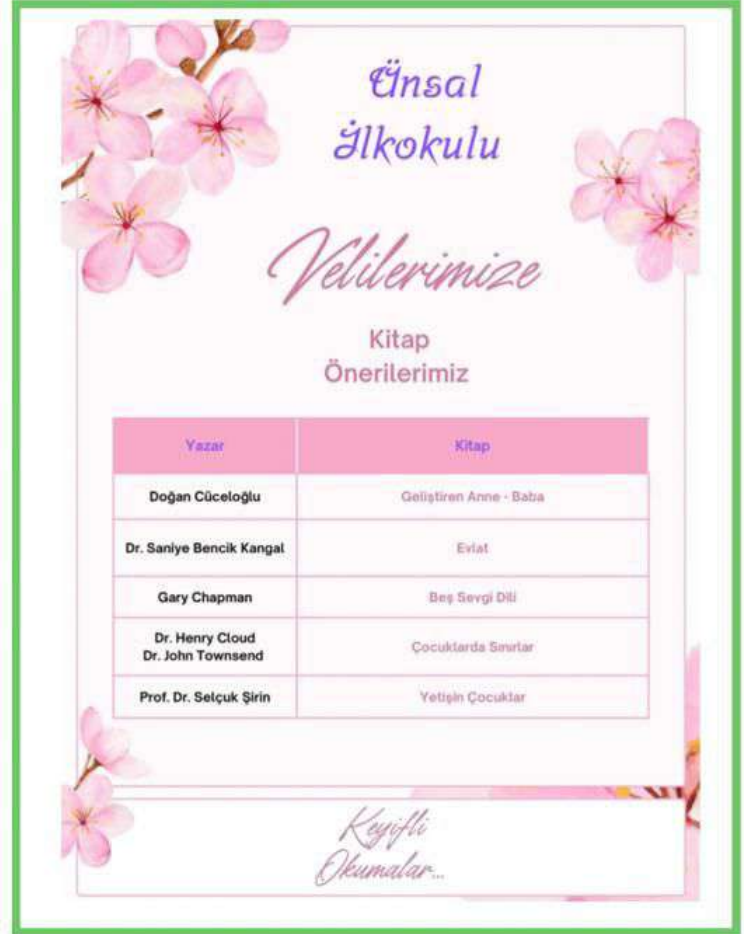 Ünsal
İlkokulu
Velilerimize
Kitap
Önerilerimiz
Yazar Kitap
Doğan Cüceloğlu Geliştiren Anne - Baba
Dr. Saniye Bencik Kangal Evlat
Gary Chapman Beş Sevgi Dili
Dr. Henry Cloud
Dr. John Townsend Çocuklarda Sınırlar
Prof. Dr. Selçuk Şirin Yetişin Çocuklar
Keyifli
Okumalar...